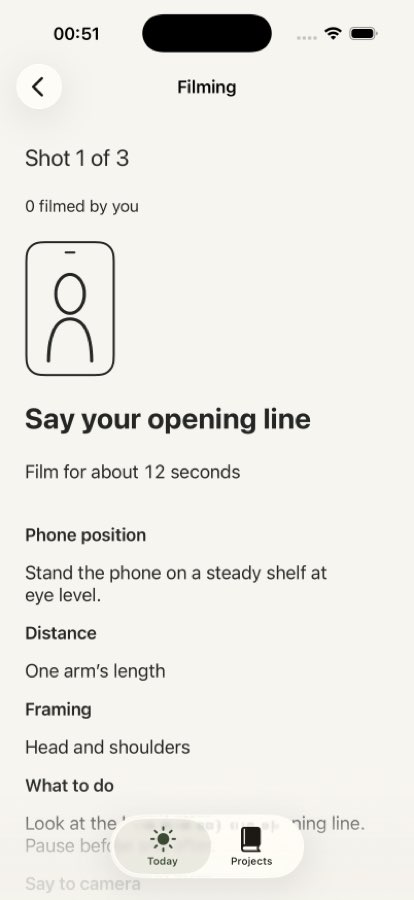 00:51
Filming
Shot 1 of 3
0 filmed by you
Say your opening line
Film for about 12 seconds
Phone position
Stand the phone on a steady shelf at
eye level.
Distance
One arm’s length
Framing
Head and shoulders
What to do
Look at the ning line.
Pause
Say to camera
Today
Projects